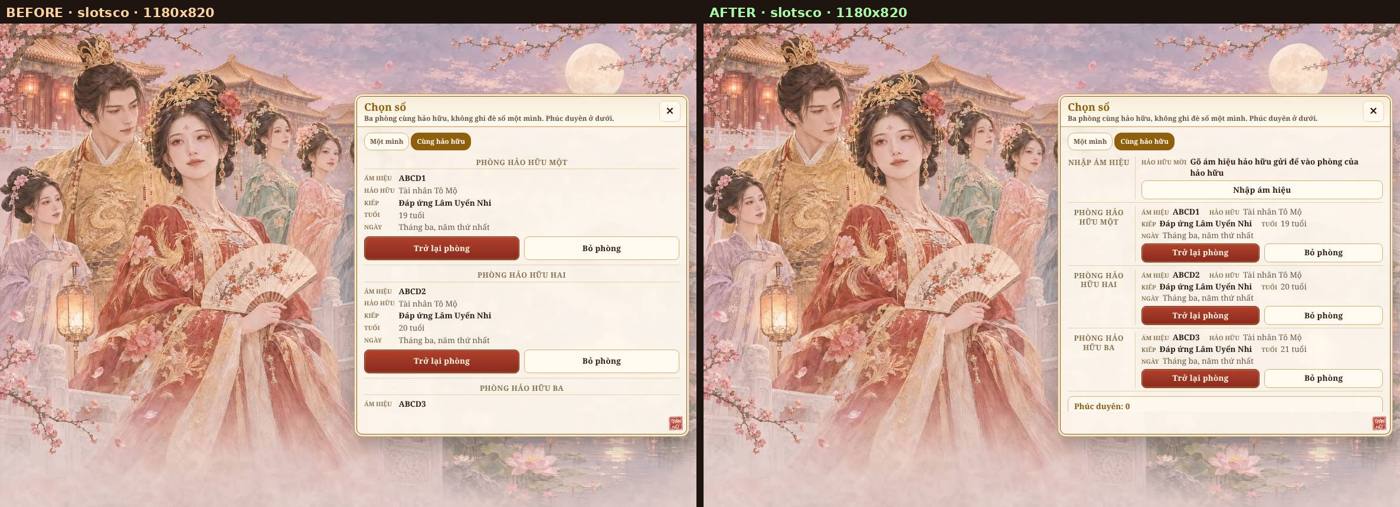 BEFORE · slotsco · 1180x820
Chọn sổ
Ba phòng cùng hảo hữu, không ghi đè sổ một mình. Phúc duyên ở dưới.
×
Một mình
Cùng hảo hữu
PHÒNG HẢO HỮU MỘT
ÁM HIỆU ABCD1
HẢO HỮU Tài nhân Tô Mộ
KIẾP Đáp ứng Lâm Uyển Nhi
TUỔI 19 tuổi
NGÀY Tháng ba, năm thứ nhất
Trở lại phòng
Bỏ phòng
PHÒNG HẢO HỮU HAI
ÁM HIỆU ABCD2
HẢO HỮU Tài nhân Tô Mộ
KIẾP Đáp ứng Lâm Uyển Nhi
TUỔI 20 tuổi
NGÀY Tháng ba, năm thứ nhất
Trở lại phòng
Bỏ phòng
PHÒNG HẢO HỮU BA
ÁM HIỆU ABCD3
AFTER · slotsco · 1180x820
Chọn sổ
Ba phòng cùng hảo hữu, không ghi đè sổ một mình. Phúc duyên ở dưới.
×
Một mình
Cùng hảo hữu
NHẬP ÁM HIỆU
HẢO HỮU MỜI Gõ ám hiệu hảo hữu gửi để vào phòng của
hảo hữu
Nhập ám hiệu
PHÒNG HẢO
HỮU MỘT
ÁM HIỆU ABCD1 HẢO HỮU Tài nhân Tô Mộ
KIẾP Đáp ứng Lâm Uyển Nhi TUỔI 19 tuổi
NGÀY Tháng ba, năm thứ nhất
Trở lại phòng
Bỏ phòng
PHÒNG HẢO
HỮU HAI
ÁM HIỆU ABCD2 HẢO HỮU Tài nhân Tô Mộ
KIẾP Đáp ứng Lâm Uyển Nhi TUỔI 20 tuổi
NGÀY Tháng ba, năm thứ nhất
Trở lại phòng
Bỏ phòng
PHÒNG HẢO
HỮU BA
ÁM HIỆU ABCD3 HẢO HỮU Tài nhân Tô Mộ
KIẾP Đáp ứng Lâm Uyển Nhi TUỔI 21 tuổi
NGÀY Tháng ba, năm thứ nhất
Trở lại phòng
Bỏ phòng
Phúc duyên: 0